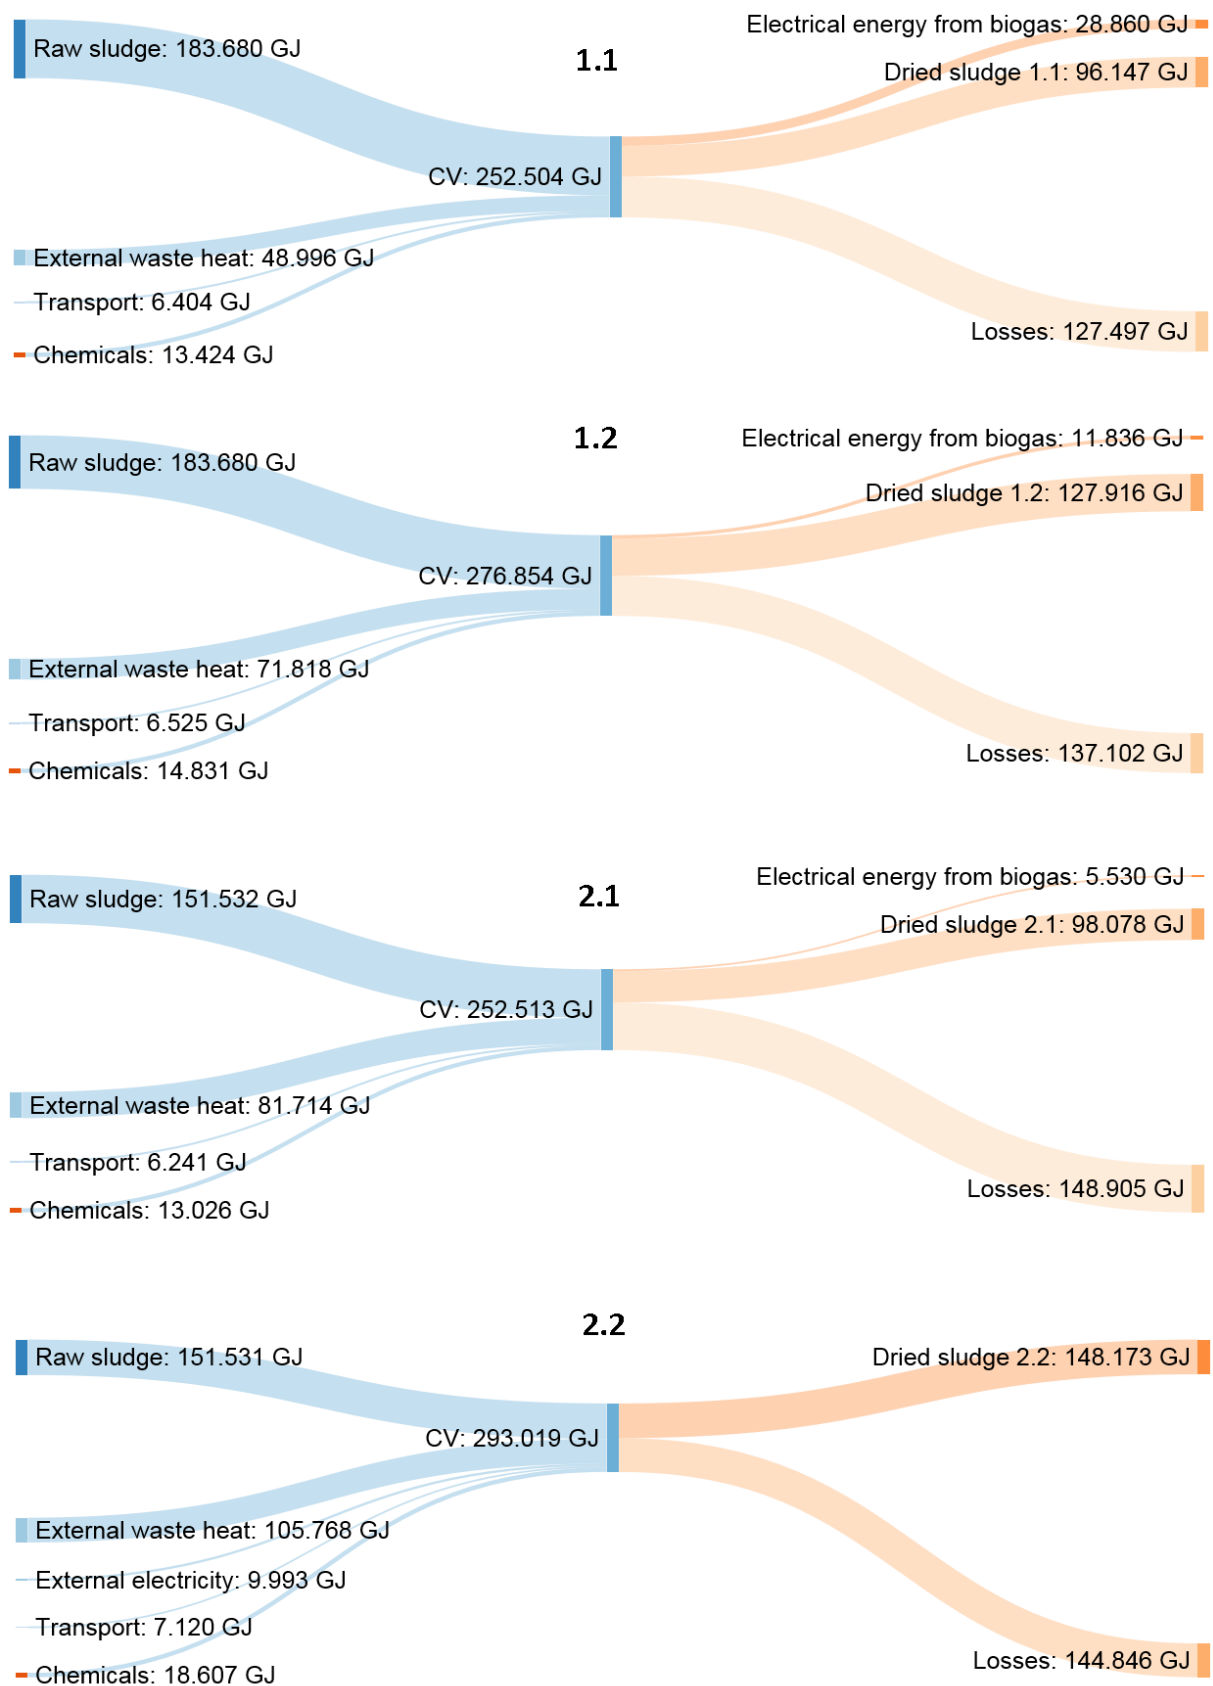 Electrical energy from biogas: 28.860 GJ
Raw sludge: 183.680 GJ
1.1
Dried sludge 1.1: 96.147 GJ
CV: 252.504 GJ
External waste heat: 48.996 GJ
Transport: 6.404 GJ
Losses: 127.497 GJ
Chemicals: 13.424 GJ
1.2
Electrical energy from biogas: 11.836 GJ
Raw sludge: 183.680 GJ
Dried sludge 1.2: 127.916 GJ
CV: 276.854 GJ
External waste heat: 71.818 GJ
Transport: 6.525 GJ
Losses: 137.102 GJ
Chemicals: 14.831 GJ
Electrical energy from biogas: 5.530 GJ
Raw sludge: 151.532 GJ
2.1
Dried sludge 2.1: 98.078 GJ
CV: 252.513 GJ
External waste heat: 81.714 GJ
Transport: 6.241 GJ
Losses: 148.905 GJ
Chemicals: 13.026 GJ
2.2
Raw sludge: 151.531 GJ
Dried sludge 2.2: 148.173 GJ
CV: 293.019 GJ
External waste heat: 105.768 GJ
External electricity: 9.993 GJ
Transport: 7.120 GJ
Losses: 144.846 GJ
Chemicals: 18.607 GJ